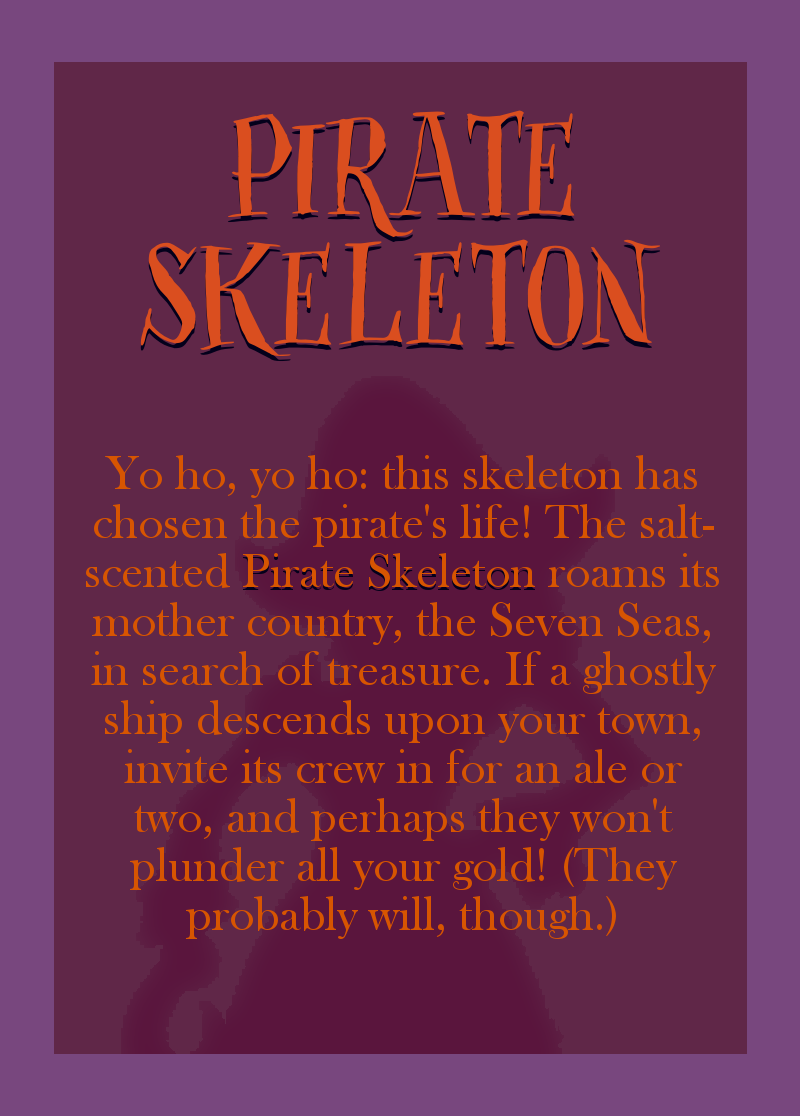 PIRATE
SKELETON
Yo ho, yo ho: this skeleton has
chosen the pirate's life! The salt-
scented Pirate Skeleton roams its
mother country, the Seven Seas,
in search of treasure. If a ghostly
ship descends upon your town,
invite its crew in for an ale or
two, and perhaps they won't
plunder all your gold! (They
probably will, though.)